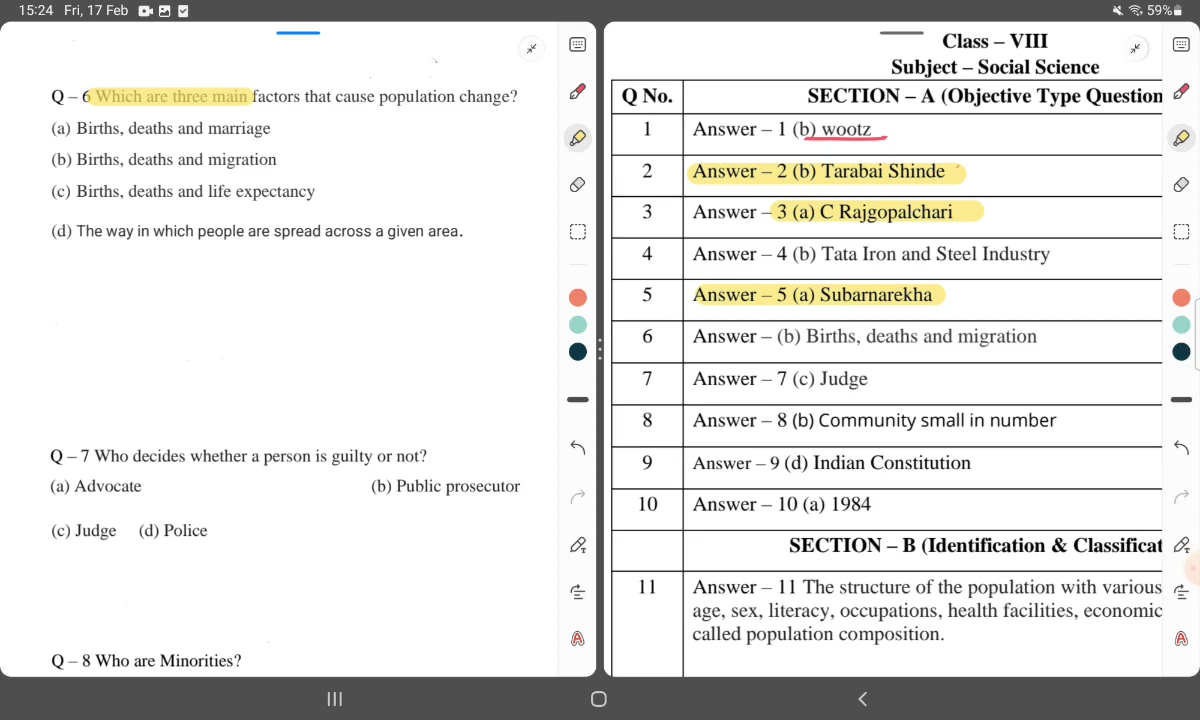 15:24 Fri, 17 Feb
59%
Q – 6 Which are three main factors that cause population change?
(a) Births, deaths and marriage
(b) Births, deaths and migration
(c) Births, deaths and life expectancy
(d) The way in which people are spread across a given area.
Q – 7 Who decides whether a person is guilty or not?
(a) Advocate (b) Public prosecutor
(c) Judge (d) Police
Q – 8 Who are Minorities?
Class – VIII
Subject – Social Science
Q No. SECTION – A (Objective Type Question
1 Answer – 1 (b) wootz
2 Answer – 2 (b) Tarabai Shinde
3 Answer – 3 (a) C Rajgopalchari
4 Answer – 4 (b) Tata Iron and Steel Industry
5 Answer – 5 (a) Subarnarekha
6 Answer – (b) Births, deaths and migration
7 Answer – 7 (c) Judge
8 Answer – 8 (b) Community small in number
9 Answer – 9 (d) Indian Constitution
10 Answer – 10 (a) 1984
SECTION – B (Identification & Classificat
11 Answer – 11 The structure of the population with various
age, sex, literacy, occupations, health facilities, economic
called population composition.